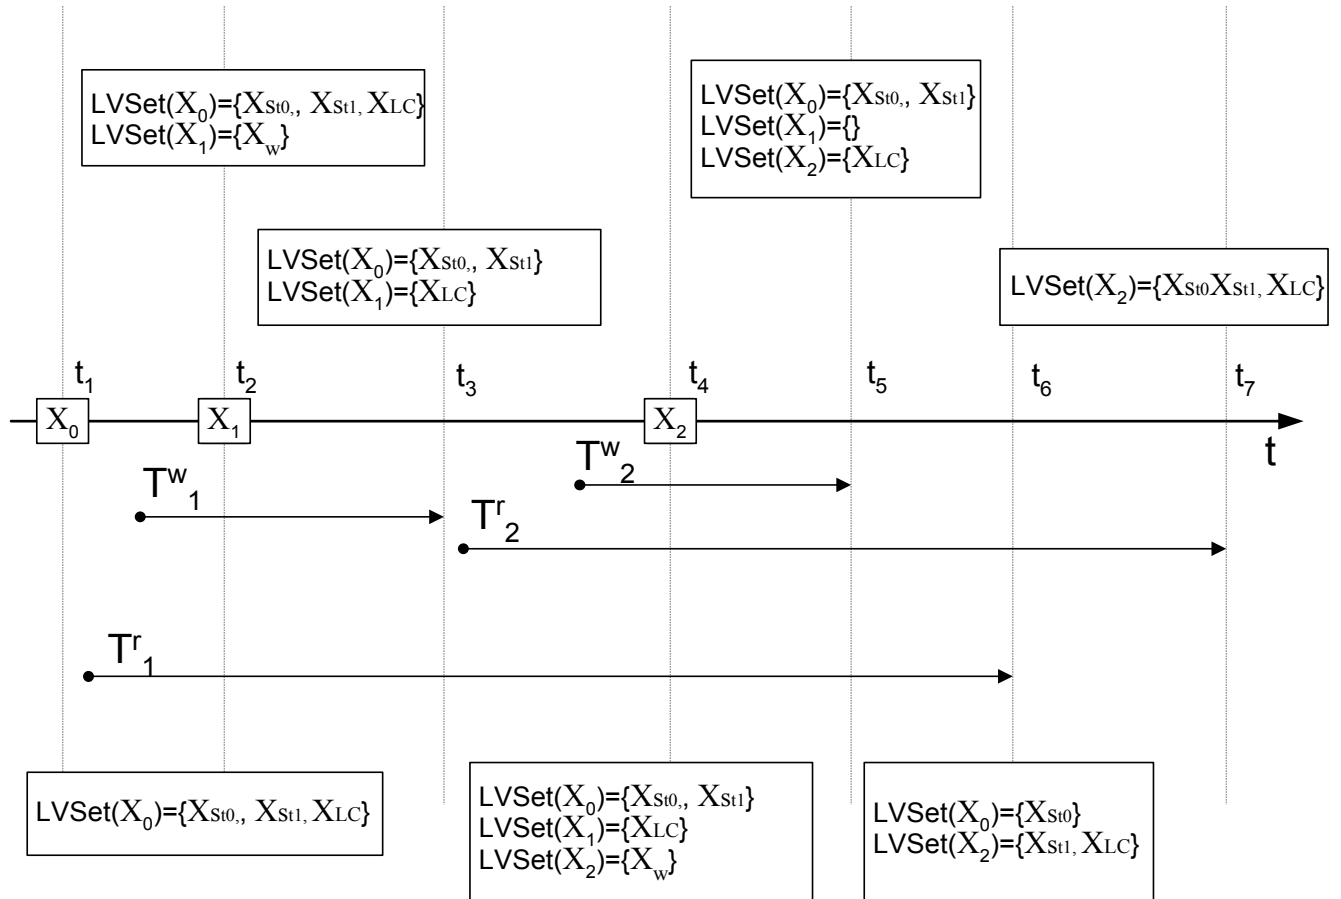 LVSet(X0)={XSt0,, XSt1, XLC}
LVSet(X1)={Xw}
LVSet(X0)={XSt0,, XSt1}
LVSet(X1)={}
LVSet(X2)={XLC}
LVSet(X0)={XSt0,, XSt1}
LVSet(X1)={XLC}
LVSet(X2)={XSt0XSt1, XLC}
t1 t2 t3 t4 t5 t6 t7
X0 X1 X2
t
Tw1
Tw2
Tr2
Tr1
LVSet(X0)={XSt0,, XSt1, XLC}
LVSet(X0)={XSt0,, XSt1}
LVSet(X1)={XLC}
LVSet(X2)={Xw}
LVSet(X0)={XSt0}
LVSet(X2)={XSt1, XLC}